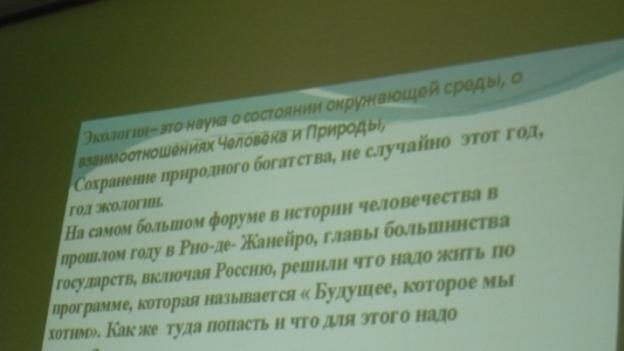 Экология– это наука о состоянии окружающей среды, о
взаимоотношениях Человека и Природы,
Сохранение природного богатства, не случайно этот год,
год экологии.
На самом большом форуме в истории человечества в
прошлом году в Рио-де- Жанейро, главы большинства
государств, включая Россию, решили что надо жить по
программе, которая называется « Будущее, которое мы
хотим». Как же туда попасть и что для этого надо